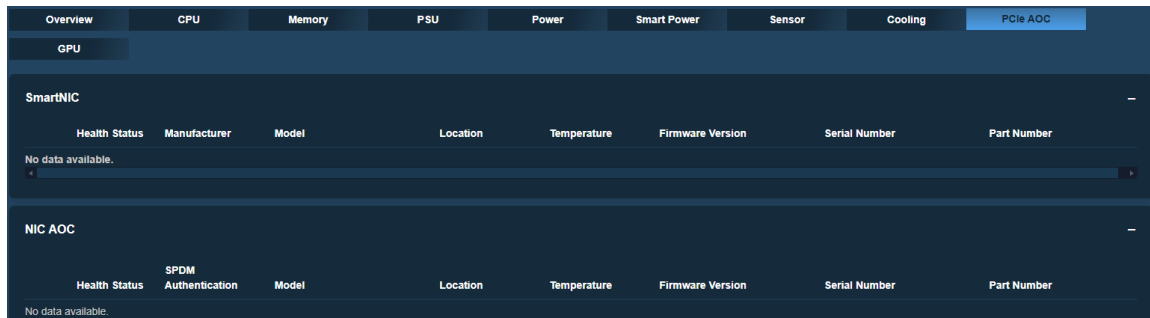 Overview CPU Memory PSU Power Smart Power Sensor Cooling PCIe AOC
GPU
SmartNIC
Health Status Manufacturer Model Location Temperature Firmware Version Serial Number Part Number
No data available.
NIC AOC
Health Status SPDM Authentication Model Location Temperature Firmware Version Serial Number Part Number
No data available.